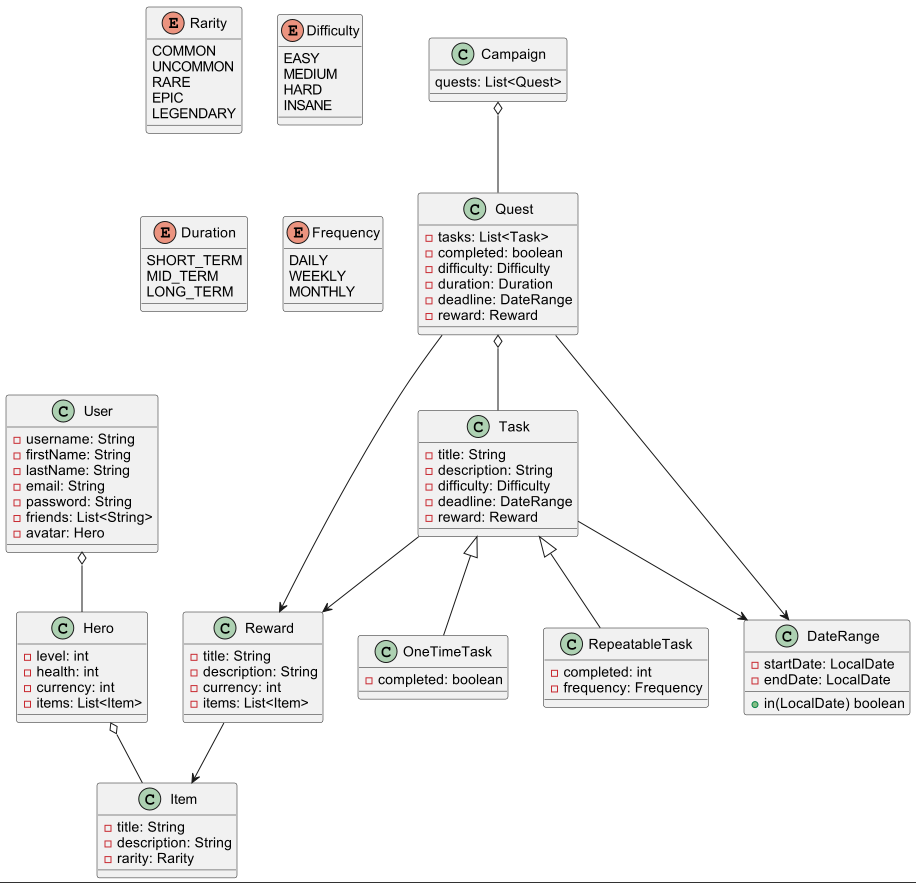 E Rarity
COMMON
UNCOMMON
RARE
EPIC
LEGENDARY
E Difficulty
EASY
MEDIUM
HARD
INSANE
C Campaign
quests: List<Quest>
E Duration
SHORT_TERM
MID_TERM
LONG_TERM
E Frequency
DAILY
WEEKLY
MONTHLY
C Quest
tasks: List<Task>
completed: boolean
difficulty: Difficulty
duration: Duration
deadline: DateRange
reward: Reward
C User
username: String
firstName: String
lastName: String
email: String
password: String
friends: List<String>
avatar: Hero
C Task
title: String
description: String
difficulty: Difficulty
deadline: DateRange
reward: Reward
C Hero
level: int
health: int
currency: int
items: List<Item>
C Reward
title: String
description: String
currency: int
items: List<Item>
C OneTimeTask
completed: boolean
C RepeatableTask
completed: int
frequency: Frequency
C DateRange
startDate: LocalDate
endDate: LocalDate
in(LocalDate) boolean
C Item
title: String
description: String
rarity: Rarity